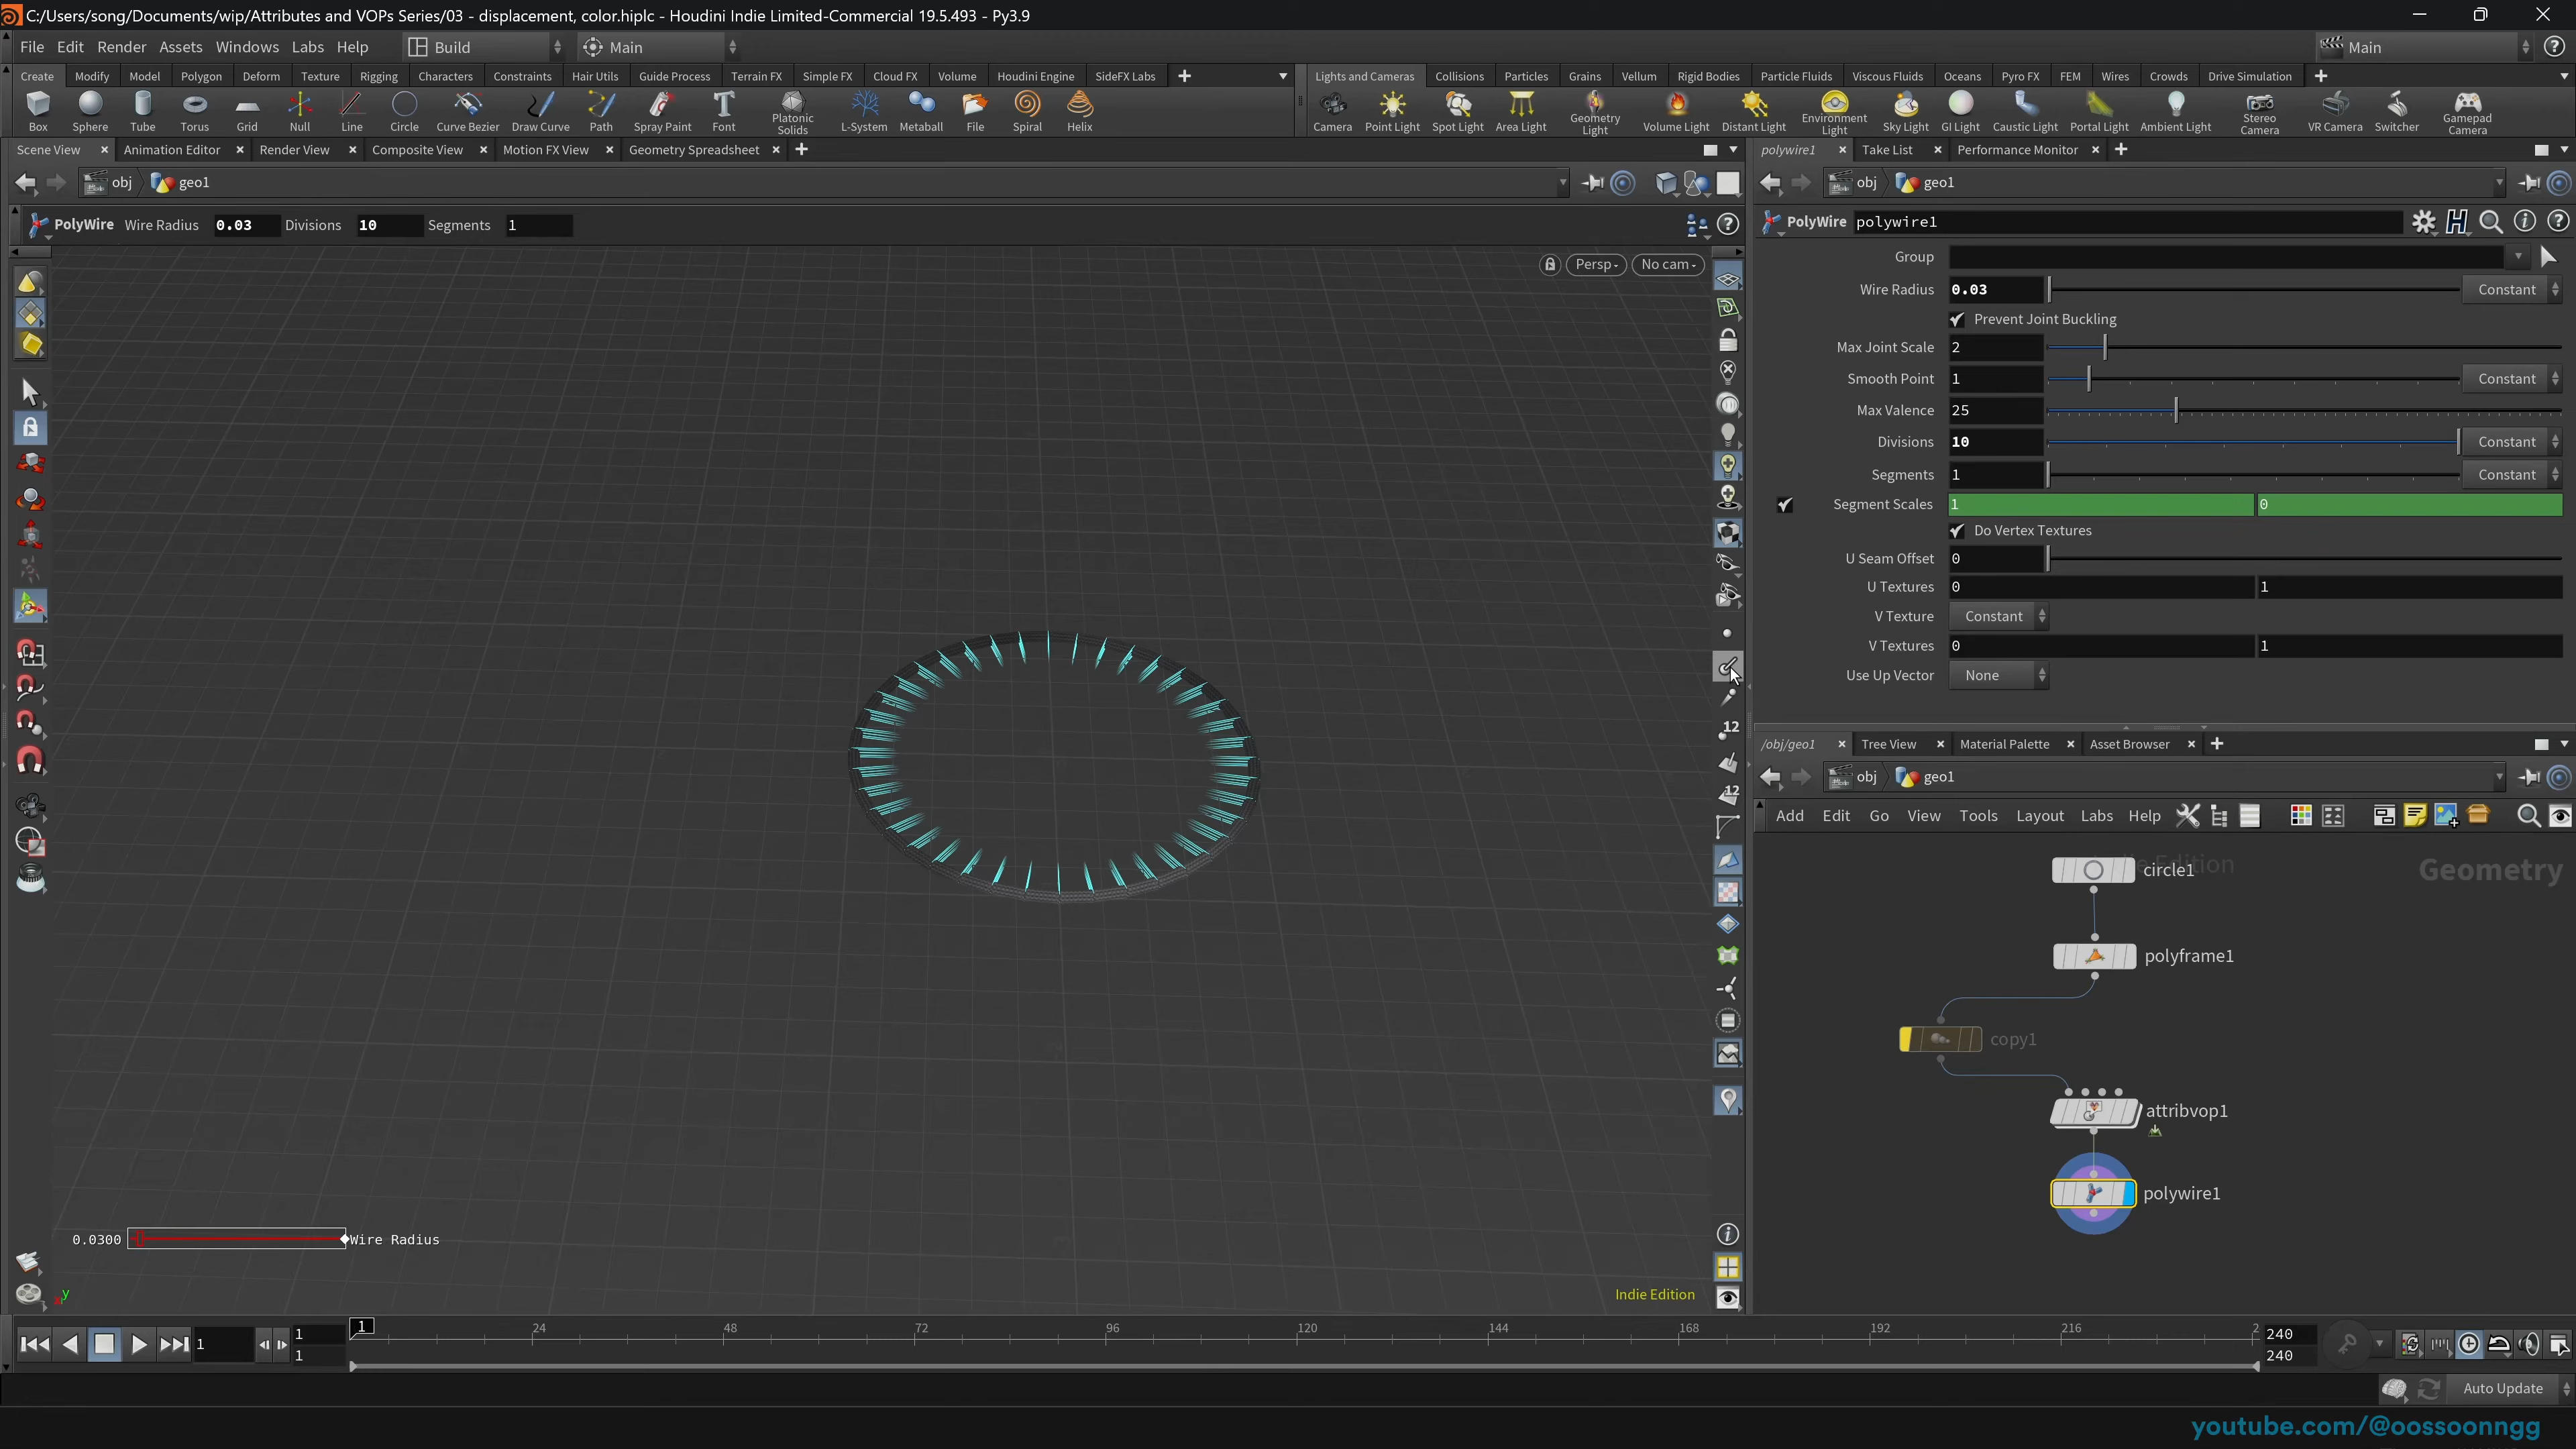 C:/Users/song/Documents/wip/Attributes and VOPs Series/03 - displacement, color.hiplc - Houdini Indie Limited-Commercial 19.5.493 - Py3.9
File Edit Render Assets Windows Labs Help Build Main Main
Create Modify Model Polygon Deform Texture Rigging Characters Constraints Hair Utils Guide Process Terrain FX Simple FX Cloud FX Volume Houdini Engine SideFX Labs
Lights and Cameras Collisions Particles Grains Vellum Rigid Bodies Particle Fluids Viscous Fluids Oceans Pyro FX FEM Wires Crowds Drive Simulation
Box Sphere Tube Torus Grid Null Line Circle Curve Bezier Draw Curve Path Spray Paint Font Platonic Solids L-System Metaball File Spiral Helix
Camera Point Light Spot Light Area Light Geometry Light Volume Light Distant Light Environment Light Sky Light GI Light Caustic Light Portal Light Ambient Light Stereo Camera VR Camera Switcher Gamepad Camera
Scene View Animation Editor Render View Composite View Motion FX View Geometry Spreadsheet
polywire1 Take List Performance Monitor
obj geo1
obj geo1
PolyWire Wire Radius 0.03 Divisions 10 Segments 1
PolyWire polywire1
Persp No cam
Group
Wire Radius 0.03 Constant
Prevent Joint Buckling
Max Joint Scale 2
Smooth Point 1 Constant
Max Valence 25
Divisions 10 Constant
Segments 1 Constant
Segment Scales 1 0
Do Vertex Textures
U Seam Offset 0
U Textures 0 1
V Texture Constant
V Textures 0 1
Use Up Vector None
12
12
/obj/geo1 Tree View Material Palette Asset Browser
obj geo1
Add Edit Go View Tools Layout Labs Help
Edition
Geometry
circle1
polyframe1
copy1
attribvop1
polywire1
0.0300 Wire Radius
y
Indie Edition
1 1 1 1 24 48 72 96 120 144 168 192 216 2 240 240
Auto Update
youtube.com/@oossoonngg